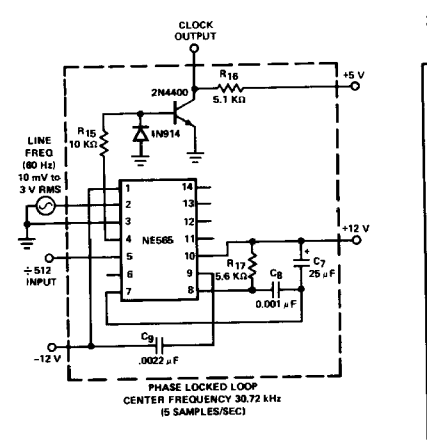 CLOCK
OUTPUT
2N4400
R16
5.1 KΩ
+5 V
R15
10 KΩ
1N914
LINE
FREQ
(60 Hz)
10 mV to
3 V RMS
1
2
3
4
5
6
7
14
13
12
11
10
9
8
NE565
+12 V
R17
5.6 KΩ
C8
0.001 μF
+
C7
25 μF
÷512
INPUT
C9
.0022 μF
−12 V
PHASE LOCKED LOOP
CENTER FREQUENCY 30.72 kHz
(5 SAMPLES/SEC)